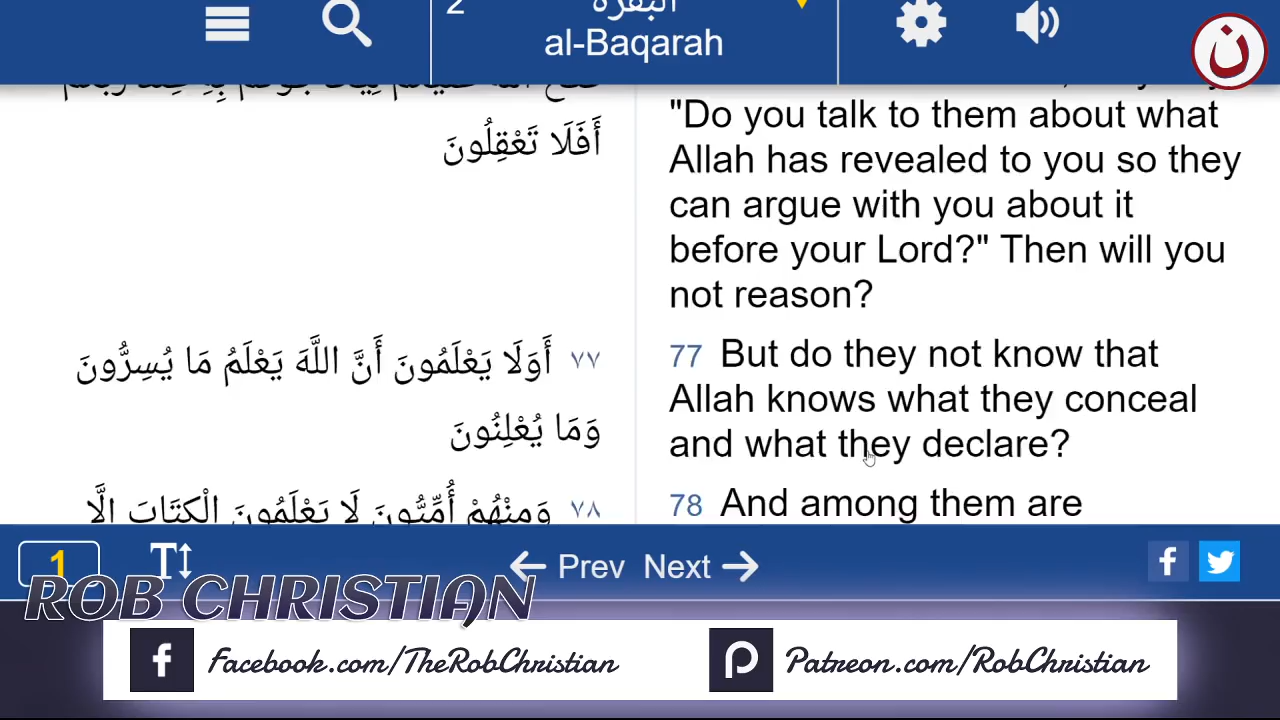 2
البقرة
al-Baqarah
ن
أَفَلَا تَعْقِلُونَ
"Do you talk to them about what
Allah has revealed to you so they
can argue with you about it
before your Lord?" Then will you
not reason?
٧٧ أَوَلَا يَعْلَمُونَ أَنَّ اللَّهَ يَعْلَمُ مَا يُسِرُّونَ
وَمَا يُعْلِنُونَ
77 But do they not know that
Allah knows what they conceal
and what they declare?
٧٨ وَمِنْهُمْ أُمِّيُّونَ لَا يَعْلَمُونَ الْكِتَابَ إِلَّا
78 And among them are
1
T
Prev Next
ROB CHRISTIAN
Facebook.com/TheRobChristian
Patreon.com/RobChristian